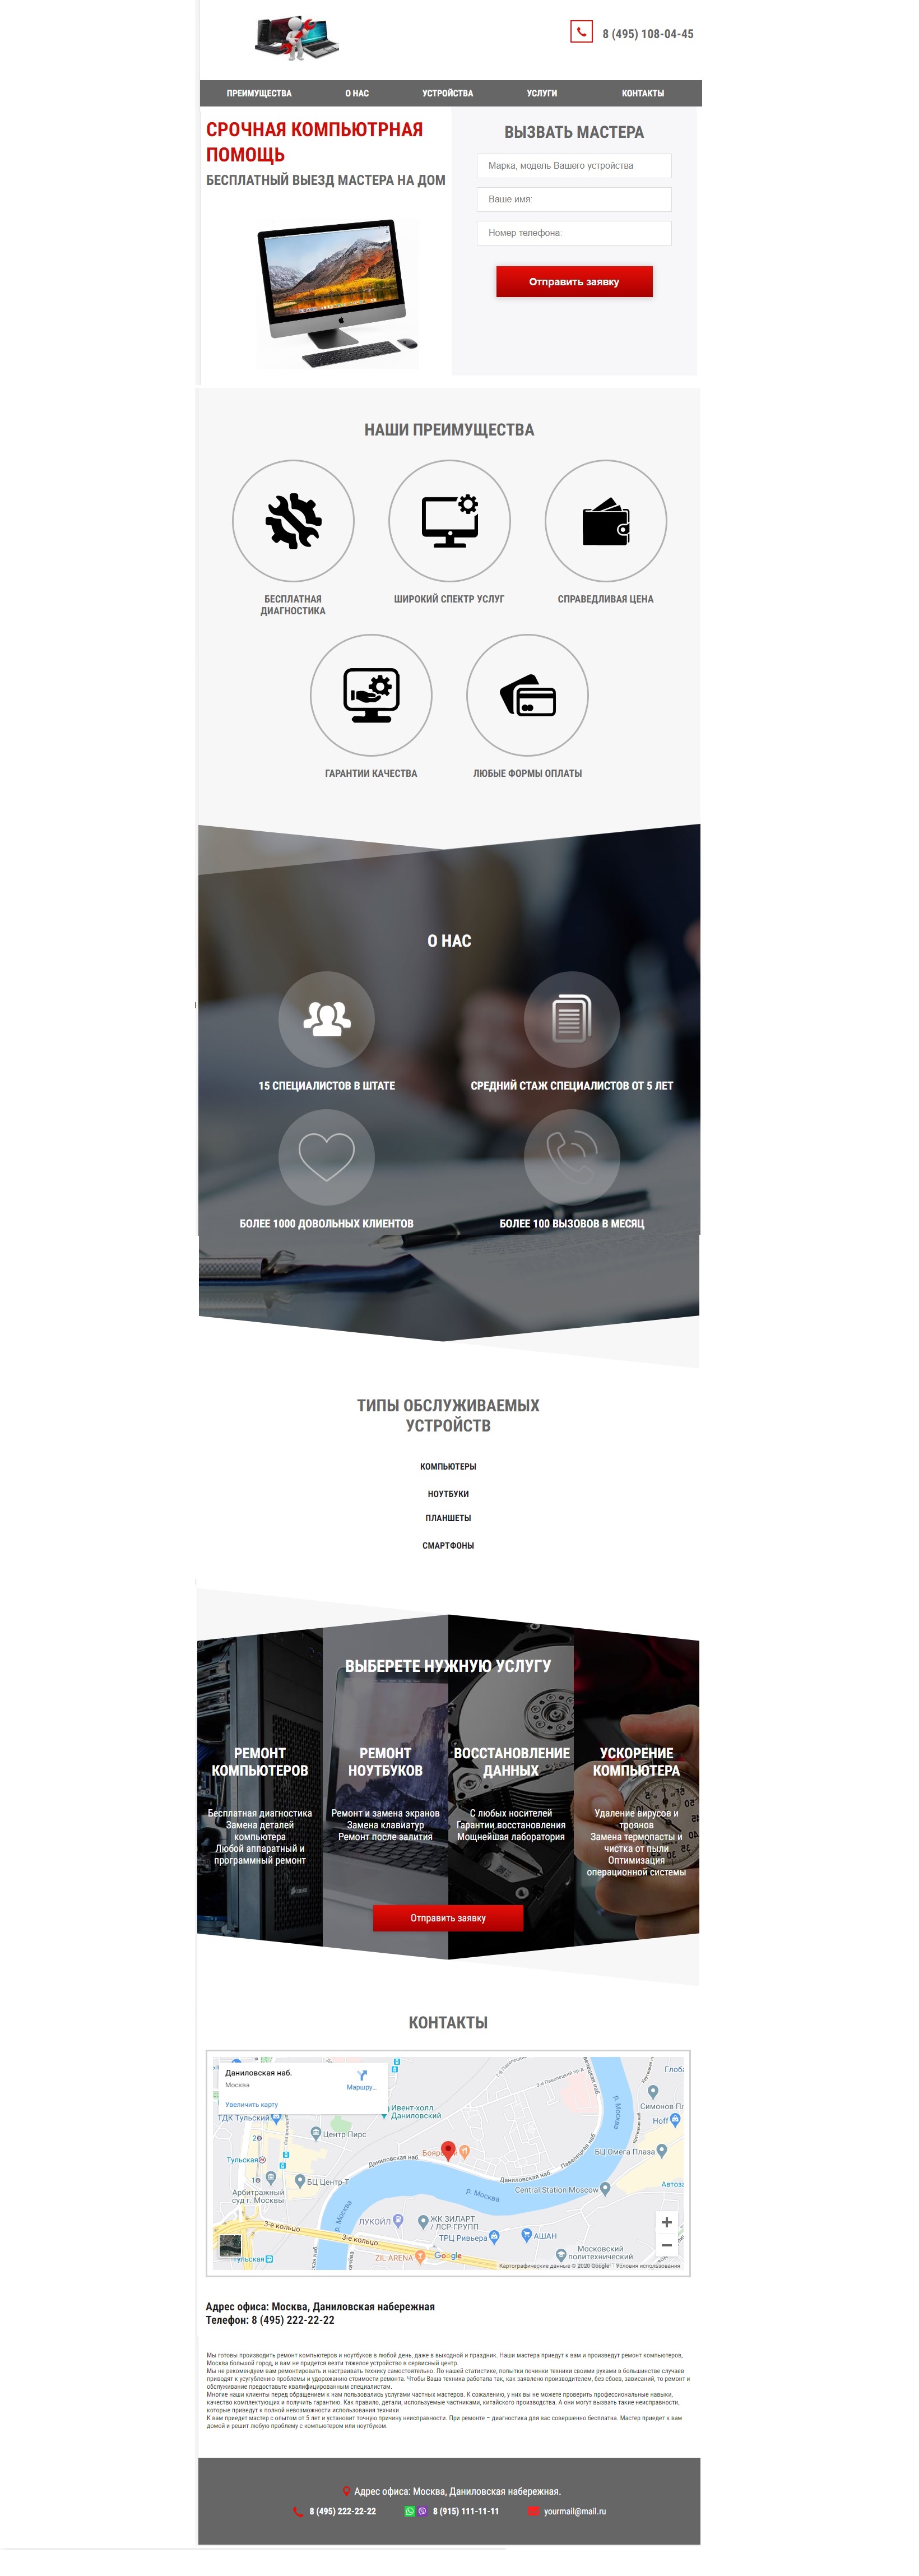 8 (495) 108-04-45
ПРЕИМУЩЕСТВА О НАС УСТРОЙСТВА УСЛУГИ КОНТАКТЫ
СРОЧНАЯ КОМПЬЮТРНАЯ
ПОМОЩЬ
БЕСПЛАТНЫЙ ВЫЕЗД МАСТЕРА НА ДОМ
ВЫЗВАТЬ МАСТЕРА
Марка, модель Вашего устройства
Ваше имя:
Номер телефона:
Отправить заявку
НАШИ ПРЕИМУЩЕСТВА
БЕСПЛАТНАЯ
ДИАГНОСТИКА
ШИРОКИЙ СПЕКТР УСЛУГ
СПРАВЕДЛИВАЯ ЦЕНА
ГАРАНТИИ КАЧЕСТВА
ЛЮБЫЕ ФОРМЫ ОПЛАТЫ
О НАС
15 СПЕЦИАЛИСТОВ В ШТАТЕ
СРЕДНИЙ СТАЖ СПЕЦИАЛИСТОВ ОТ 5 ЛЕТ
БОЛЕЕ 1000 ДОВОЛЬНЫХ КЛИЕНТОВ
БОЛЕЕ 100 ВЫЗОВОВ В МЕСЯЦ
ТИПЫ ОБСЛУЖИВАЕМЫХ
УСТРОЙСТВ
КОМПЬЮТЕРЫ
НОУТБУКИ
ПЛАНШЕТЫ
СМАРТФОНЫ
ВЫБЕРЕТЕ НУЖНУЮ УСЛУГУ
РЕМОНТ
КОМПЬЮТЕРОВ
Бесплатная диагностика
Замена деталей
компьютера
Любой аппаратный и
программный ремонт
РЕМОНТ
НОУТБУКОВ
Ремонт и замена экранов
Замена клавиатур
Ремонт после залития
ВОССТАНОВЛЕНИЕ
ДАННЫХ
С любых носителей
Гарантии восстановления
Мощнейшая лаборатория
УСКОРЕНИЕ
КОМПЬЮТЕРА
Удаление вирусов и
троянов
Замена термопасты и
чистка от пыли
Оптимизация
операционной системы
Отправить заявку
КОНТАКТЫ
Даниловская наб.
Москва
Маршру...
Увеличить карту
ТДК Тульский
Ивент-холл
Даниловский
Центр Пирс
Тульская
БЦ Центр-Т
Арбитражный
суд г. Москвы
Даниловская наб.
Даниловская наб.
Павелецкая наб.
р. Москва
р. Москва
р. Москва
Симонов
Hoff
БЦ Омега Плаза
Central Station Moscow
ЛУКОЙЛ
ЖК ЗИЛАРТ
/ ЛСР-ГРУПП
3-е кольцо
3-е кольцо
ТРЦ Ривьера
АШАН
Московский
политехнический
ZIL ARENA
Google
Тульская
Картографические данные © 2020 Google Условия использования
Адрес офиса: Москва, Даниловская набережная
Телефон: 8 (495) 222-22-22
Мы готовы производить ремонт компьютеров и ноутбуков в любой день, даже в выходной и праздник. Наши мастера приедут к вам и произведут ремонт компьютеров,
Москва большой город, и вам не придется везти тяжелое устройство в сервисный центр.
Мы не рекомендуем вам ремонтировать и настраивать технику самостоятельно. По нашей статистике, попытки починки техники своими руками в большинстве случаев
приводят к усугублению проблемы и удорожанию стоимости ремонта. Чтобы Ваша техника работала так, как заявлено производителем, без сбоев, зависаний, то ремонт и
обслуживание предоставьте квалифицированным специалистам.
Многие наши клиенты перед обращением к нам пользовались услугами частных мастеров. К сожалению, у них вы не можете проверить профессиональные навыки,
качество комплектующих и получить гарантию. Как правило, детали, используемые частниками, китайского производства. А они могут вызвать такие неисправности,
которые приведут к полной невозможности использования техники.
К вам приедет мастер с опытом от 5 лет и установит точную причину неисправности. При ремонте – диагностика для вас совершенно бесплатна. Мастер приедет к вам
домой и решит любую проблему с компьютером или ноутбуком.
Адрес офиса: Москва, Даниловская набережная.
8 (495) 222-22-22 8 (915) 111-11-11 yourmail@mail.ru